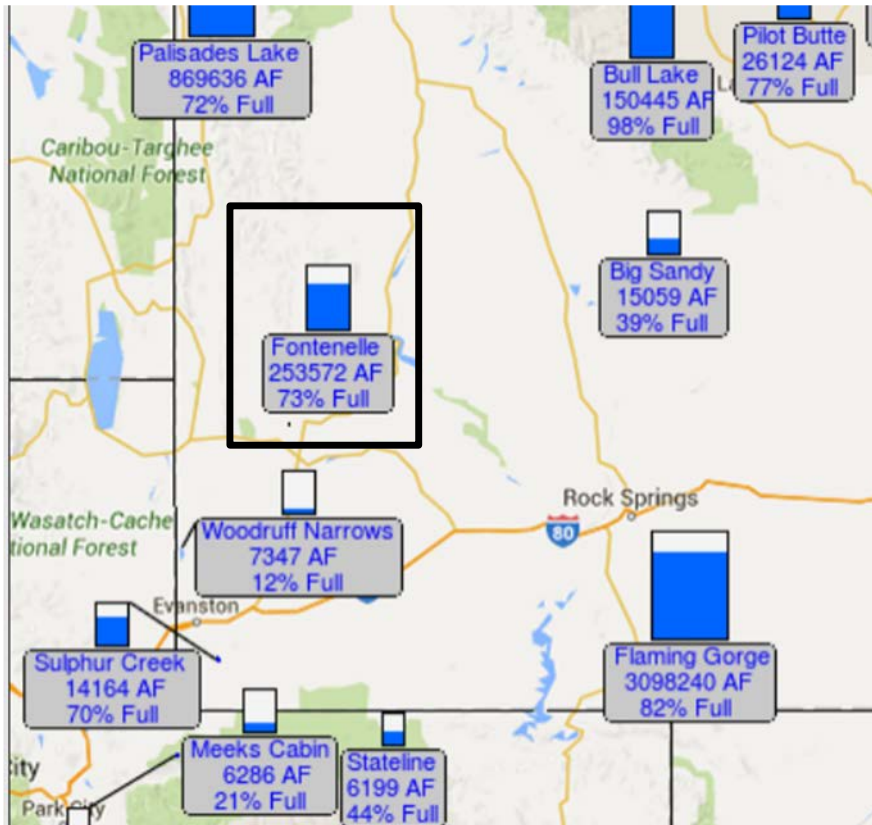 Palisades Lake
869636 AF
72% Full
Bull Lake
150445 AF
98% Full
Pilot Butte
26124 AF
77% Full
Caribou-Targhee
National Forest
Big Sandy
15059 AF
39% Full
Fontenelle
253572 AF
73% Full
Rock Springs
80
Wasatch-Cache
tional Forest
Woodruff Narrows
7347 AF
12% Full
Evanston
Sulphur Creek
14164 AF
70% Full
Flaming Gorge
3098240 AF
82% Full
Meeks Cabin
6286 AF
21% Full
Stateline
6199 AF
44% Full
City
Park City